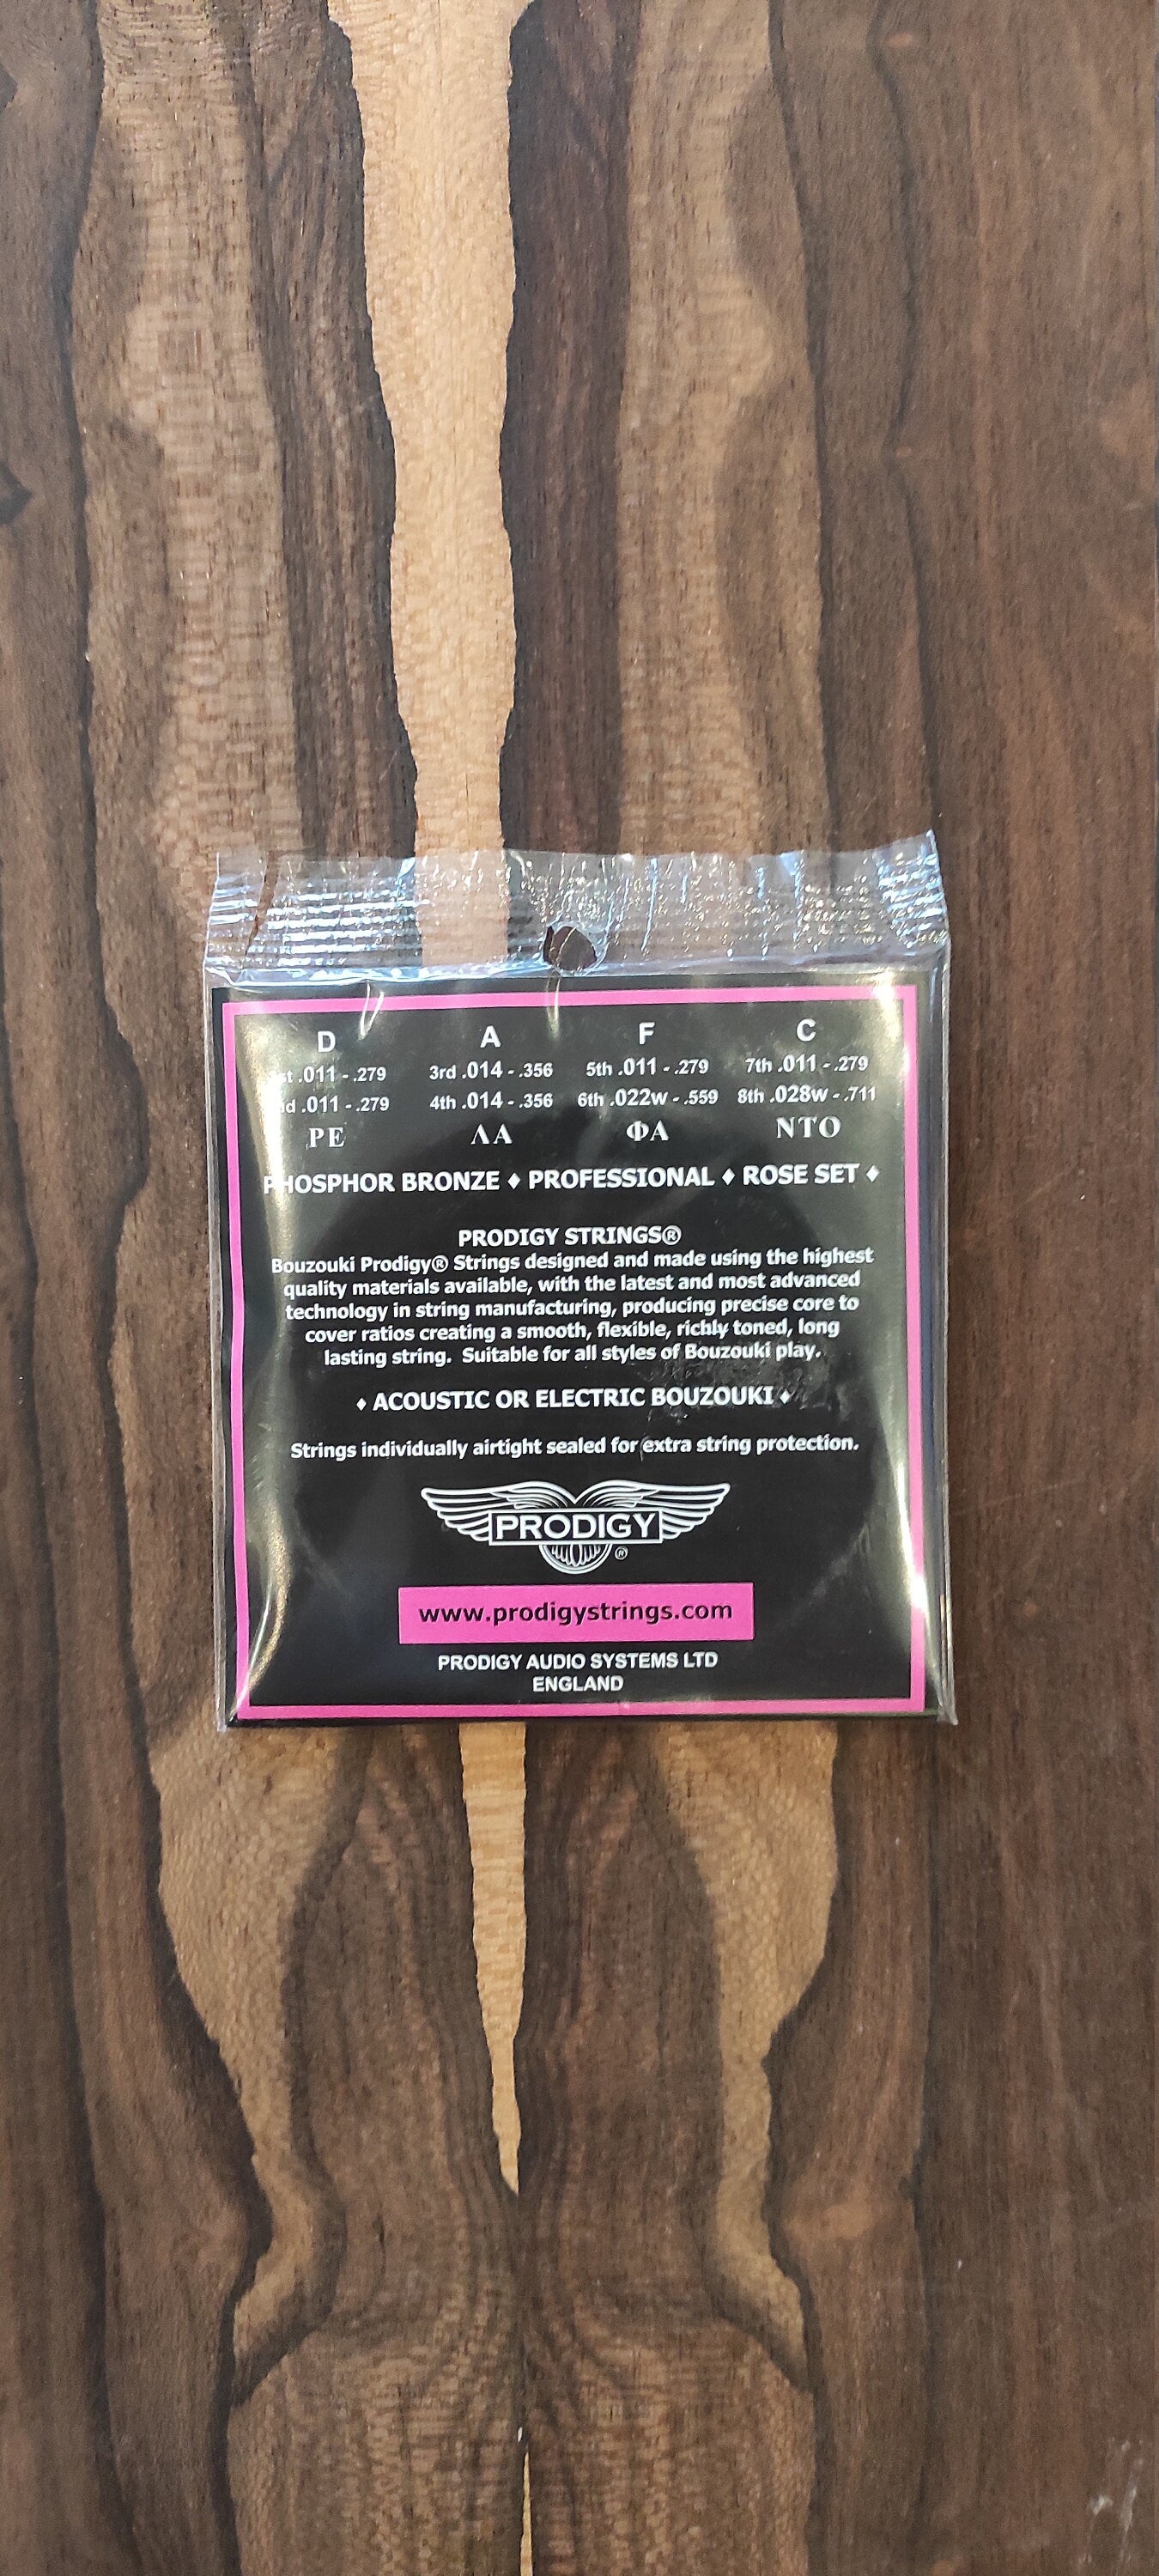 D A F C
1st .011 - .279 3rd .014 - .356 5th .011 - .279 7th .011 - .279
2nd .011 - .279 4th .014 - .356 6th .022w - .559 8th .028w - .711
ΡΕ ΛΑ ΦΑ ΝΤΟ
PHOSPHOR BRONZE ♦ PROFESSIONAL ♦ ROSE SET ♦
PRODIGY STRINGS®
Bouzouki Prodigy® Strings designed and made using the highest
quality materials available, with the latest and most advanced
technology in string manufacturing, producing precise core to
cover ratios creating a smooth, flexible, richly toned, long
lasting string. Suitable for all styles of Bouzouki play.
♦ ACOUSTIC OR ELECTRIC BOUZOUKI ♦
Strings individually airtight sealed for extra string protection.
PRODIGY ®
www.prodigystrings.com
PRODIGY AUDIO SYSTEMS LTD
ENGLAND